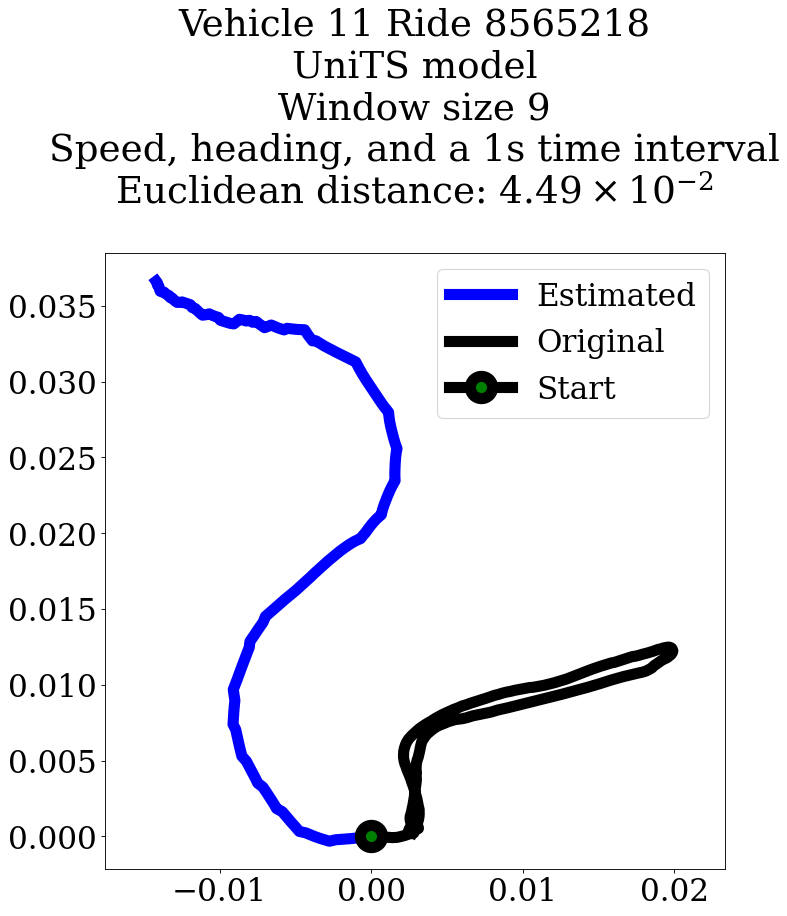 Vehicle 11 Ride 8565218
UniTS model
Window size 9
Speed, heading, and a 1s time interval
Euclidean distance: 4.49 × 10⁻²
Estimated
Original
Start
0.035
0.030
0.025
0.020
0.015
0.010
0.005
0.000
−0.01 0.00 0.01 0.02